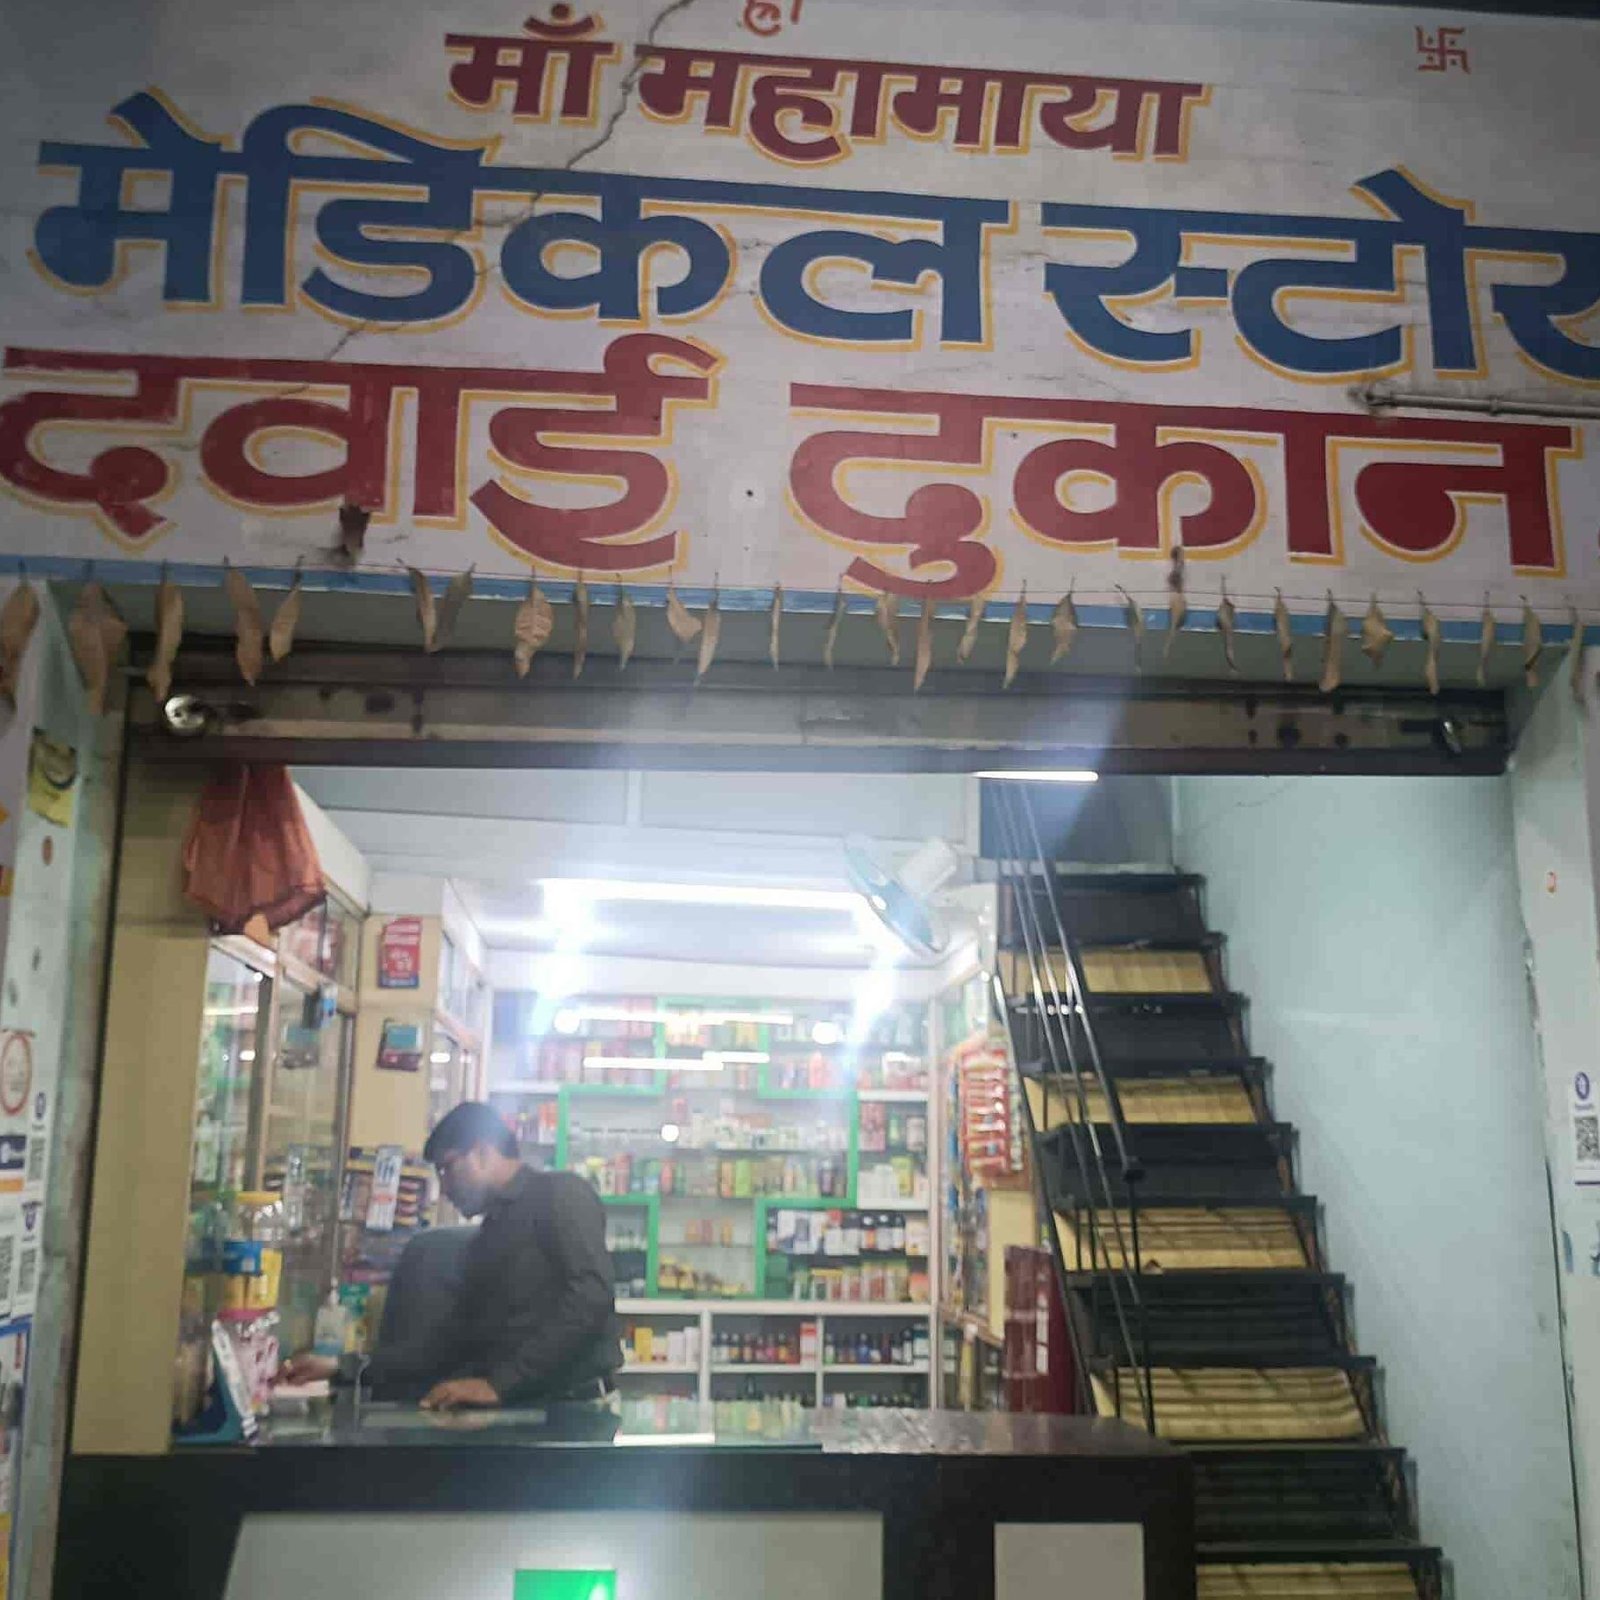 माँ महामाया
मेडिकल स्टोर
दवाई दुकान